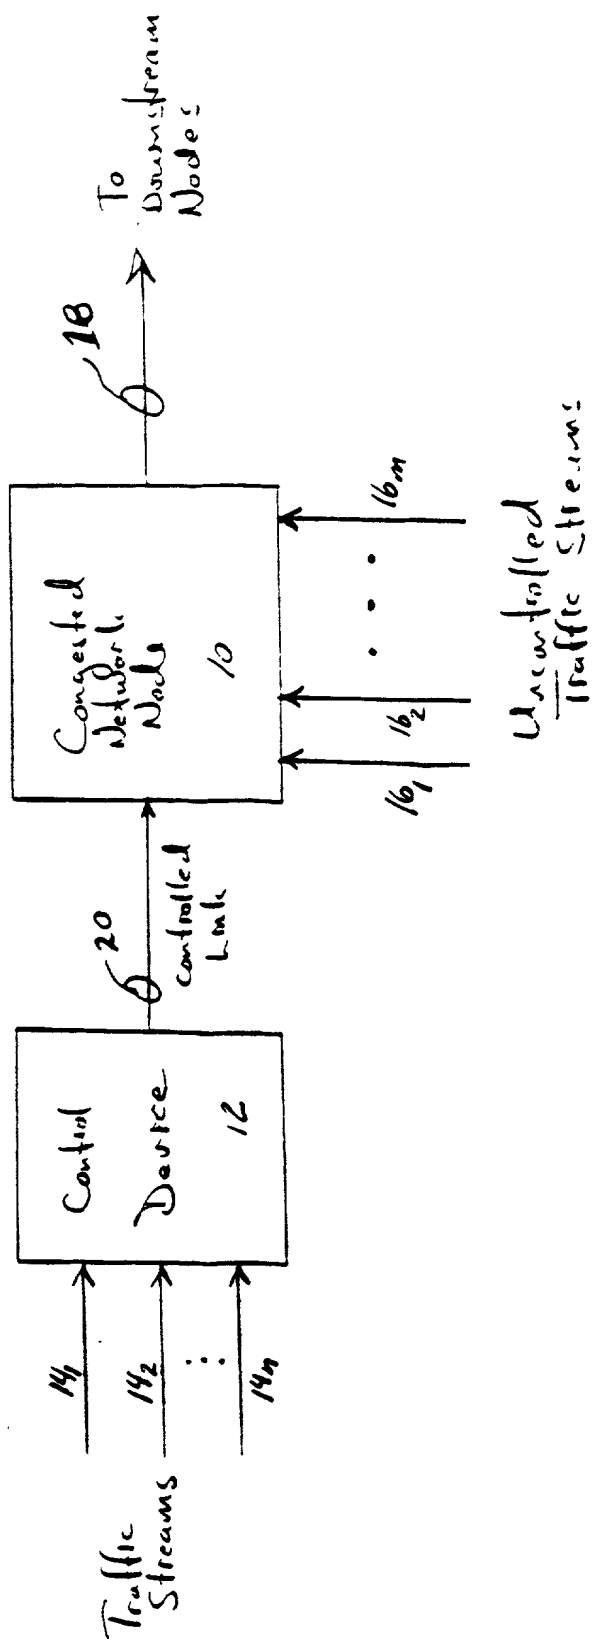 Traffic
Streams
14₁
14₂
14n
Control
Device
12
20
Controlled
Link
Congested
Network
Node
10
16₁
16₂
16m
Uncontrolled
Traffic Streams
18
To
Downstream
Nodes